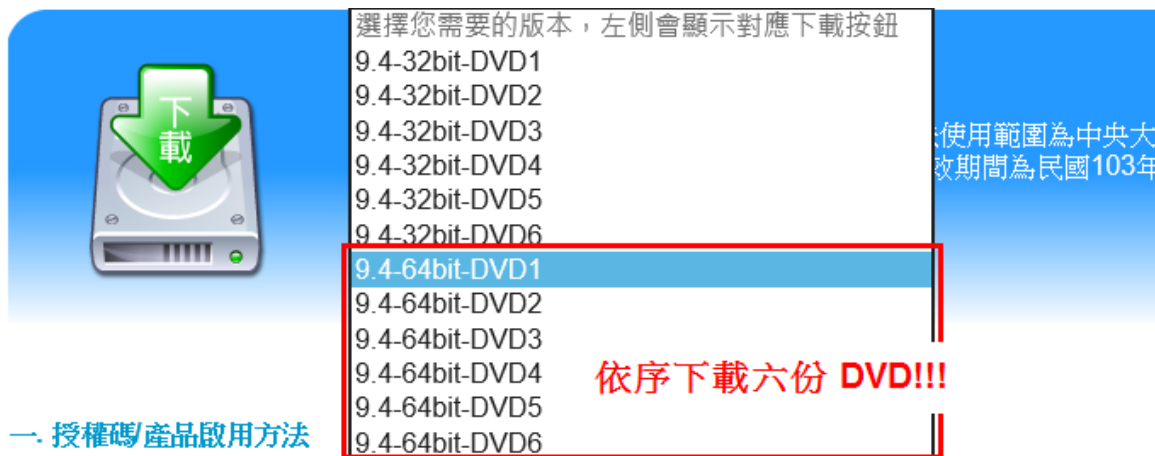 選擇您需要的版本，左側會顯示對應下載按鈕
9.4-32bit-DVD1
9.4-32bit-DVD2
9.4-32bit-DVD3
9.4-32bit-DVD4
9.4-32bit-DVD5
9.4-32bit-DVD6
9.4-64bit-DVD1
9.4-64bit-DVD2
9.4-64bit-DVD3
9.4-64bit-DVD4
9.4-64bit-DVD5
9.4-64bit-DVD6
下載
使用範圍為中央大
效期間為民國103年
依序下載六份 DVD!!!
一. 授權碼/產品啟用方法